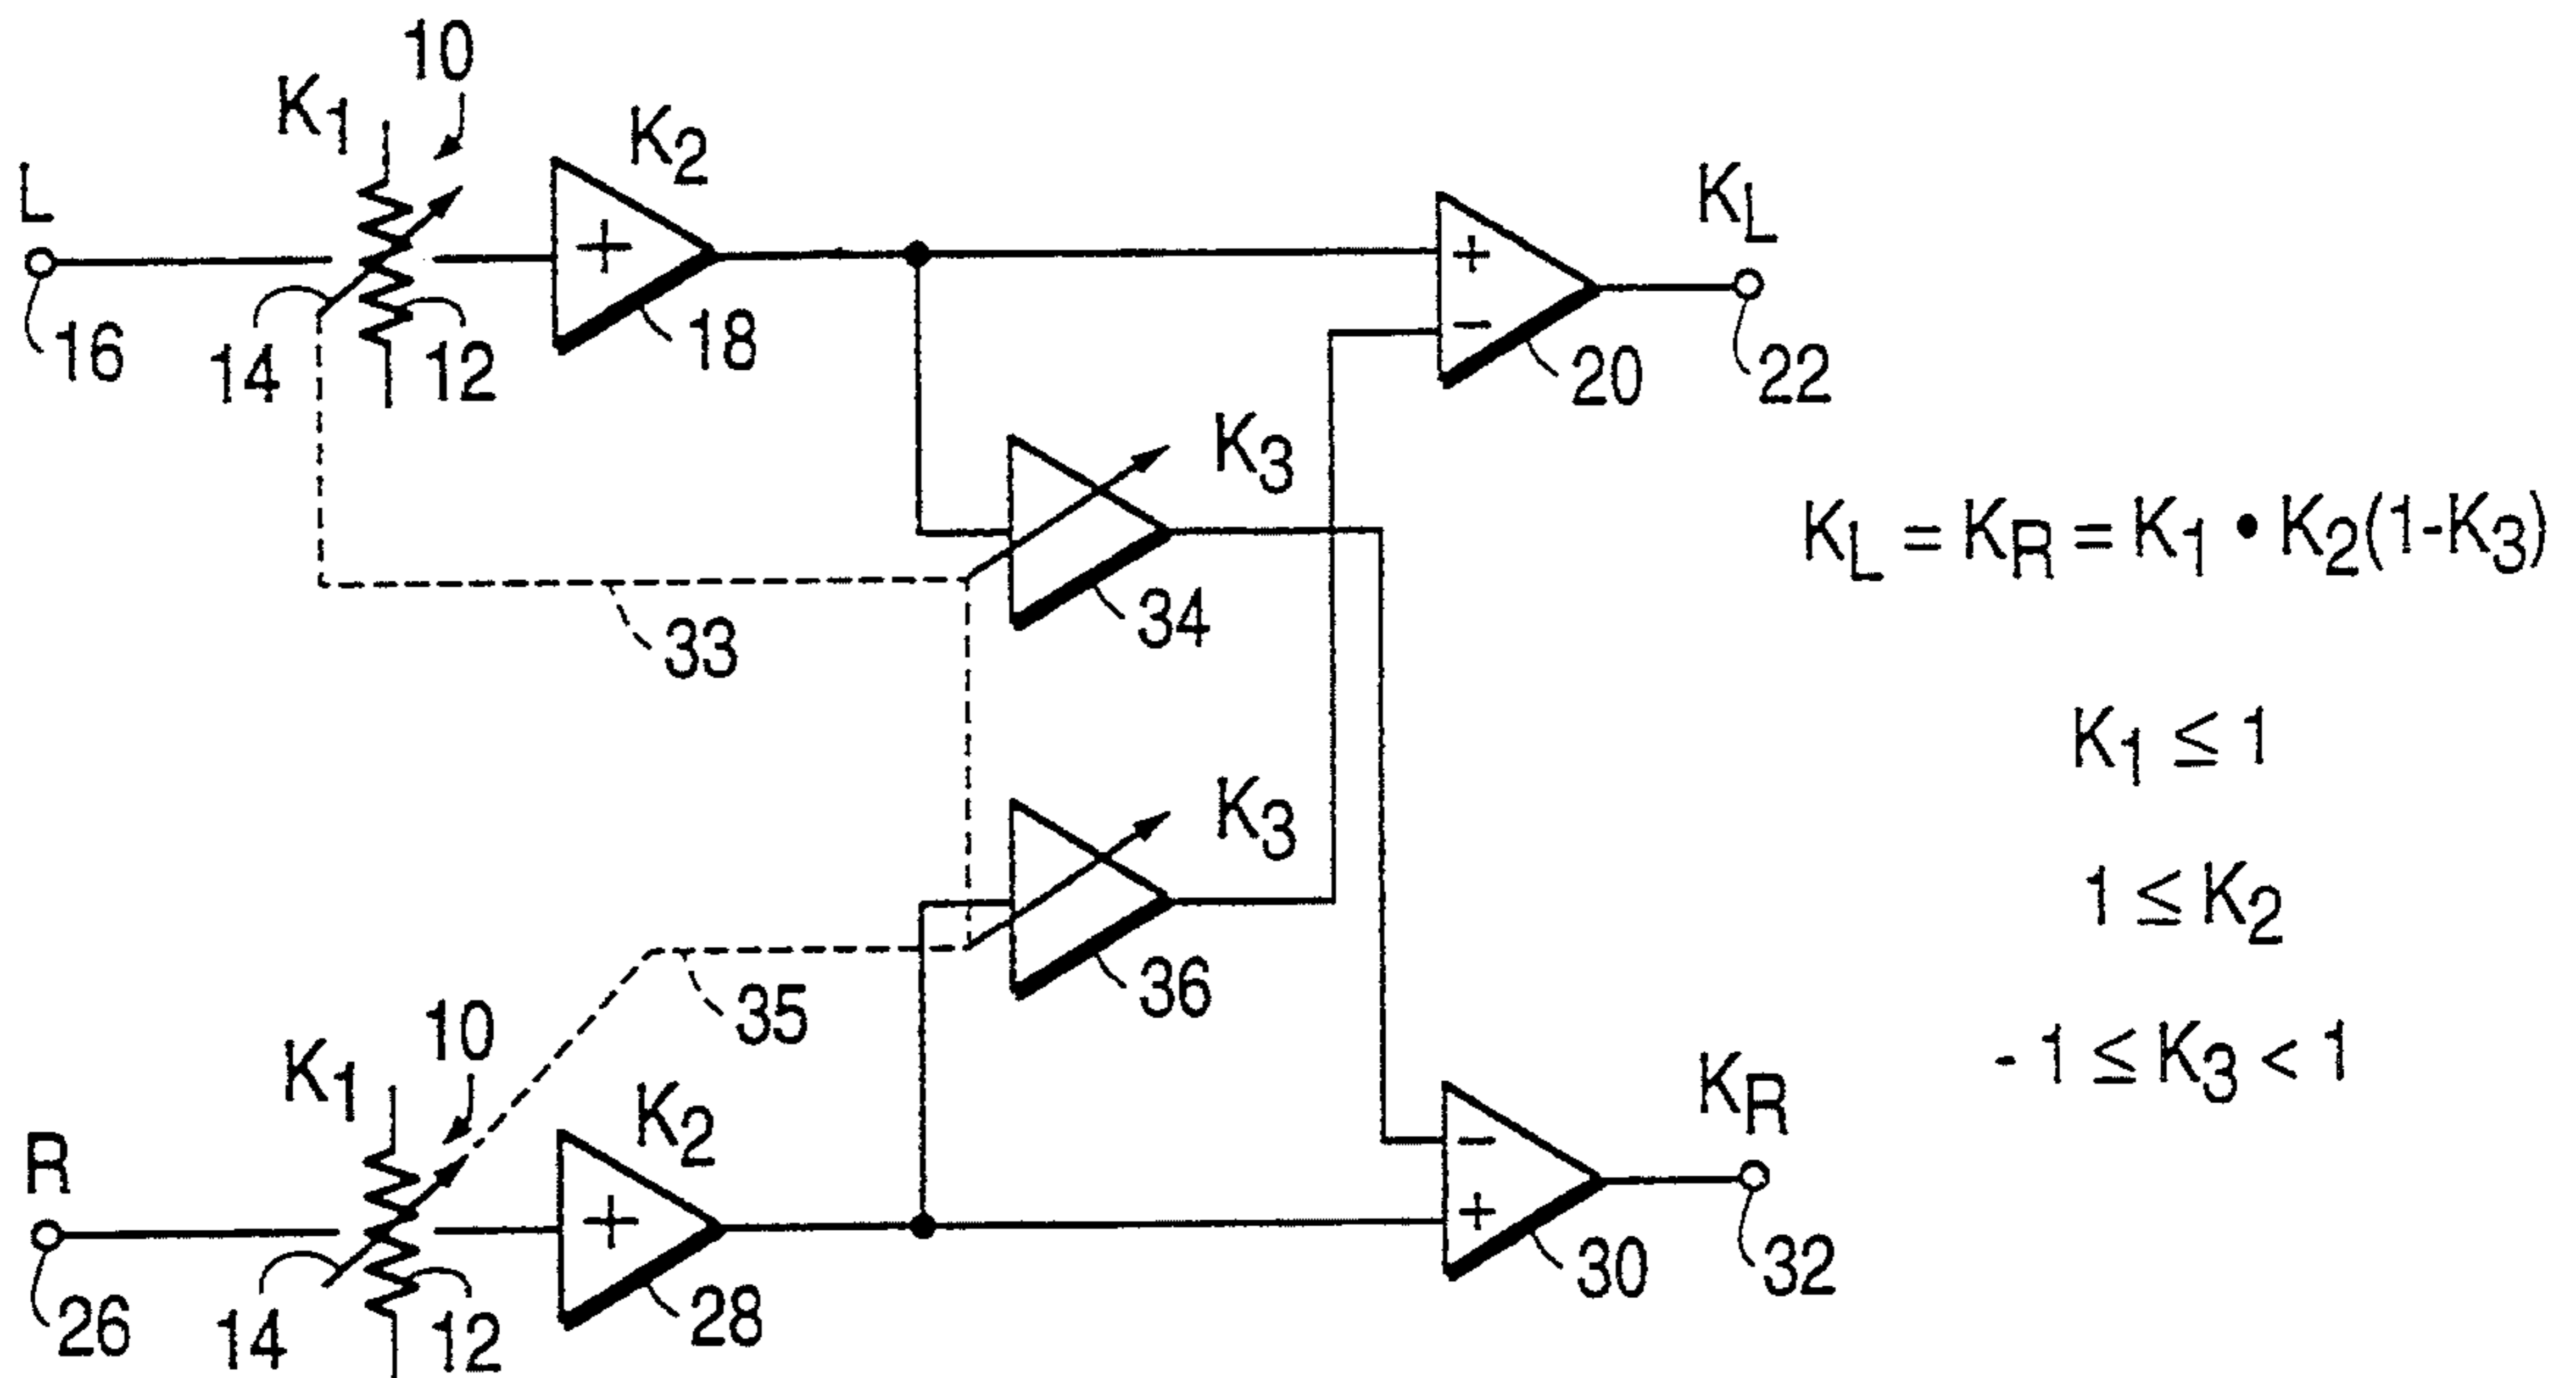 10
K1
K2
L
+
16
14
12
18
+
−
KL
20
22
K3
34
33
KL = KR = K1 • K2(1-K3)
K1 ≤ 1
1 ≤ K2
- 1 ≤ K3 < 1
K3
36
35
10
K1
K2
R
+
26
14
12
28
−
+
KR
30
32